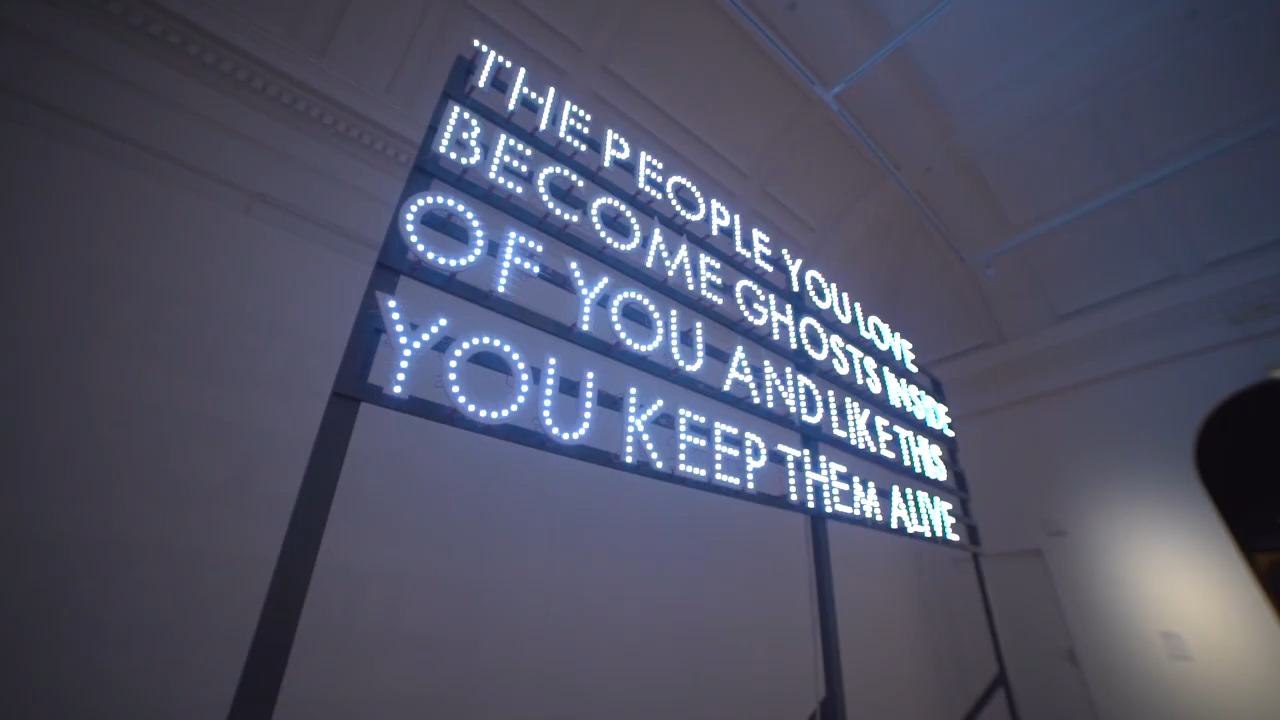 THE PEOPLE YOU LOVE
BECOME GHOSTS INSIDE
OF YOU AND LIKE THIS
YOU KEEP THEM ALIVE